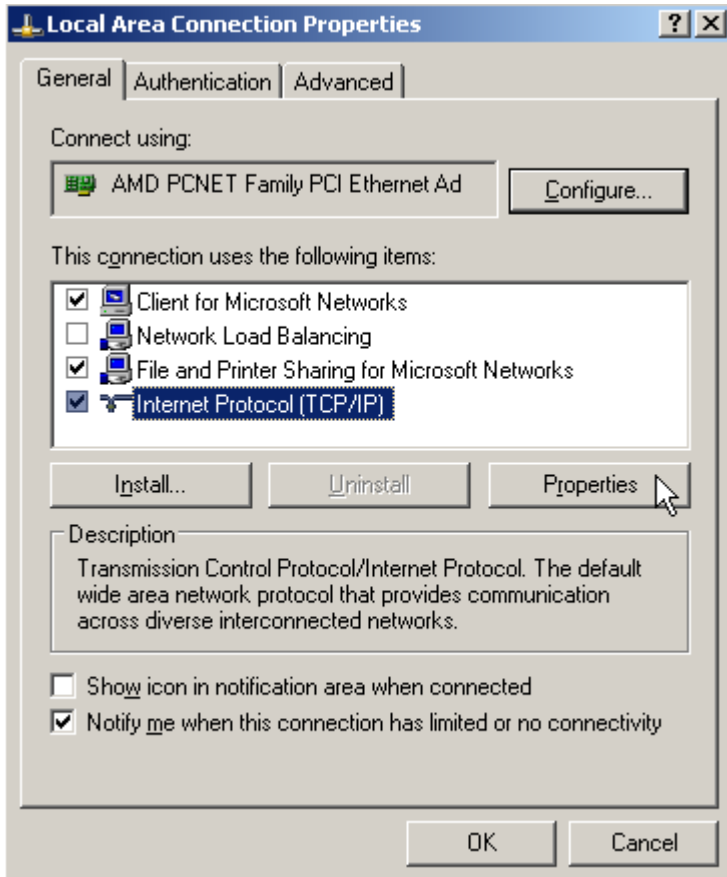 Local Area Connection Properties
General Authentication Advanced
Connect using:
AMD PCNET Family PCI Ethernet Ad Configure...
This connection uses the following items:
Client for Microsoft Networks
Network Load Balancing
File and Printer Sharing for Microsoft Networks
Internet Protocol (TCP/IP)
Install... Uninstall Properties
Description
Transmission Control Protocol/Internet Protocol. The default
wide area network protocol that provides communication
across diverse interconnected networks.
Show icon in notification area when connected
Notify me when this connection has limited or no connectivity
OK Cancel